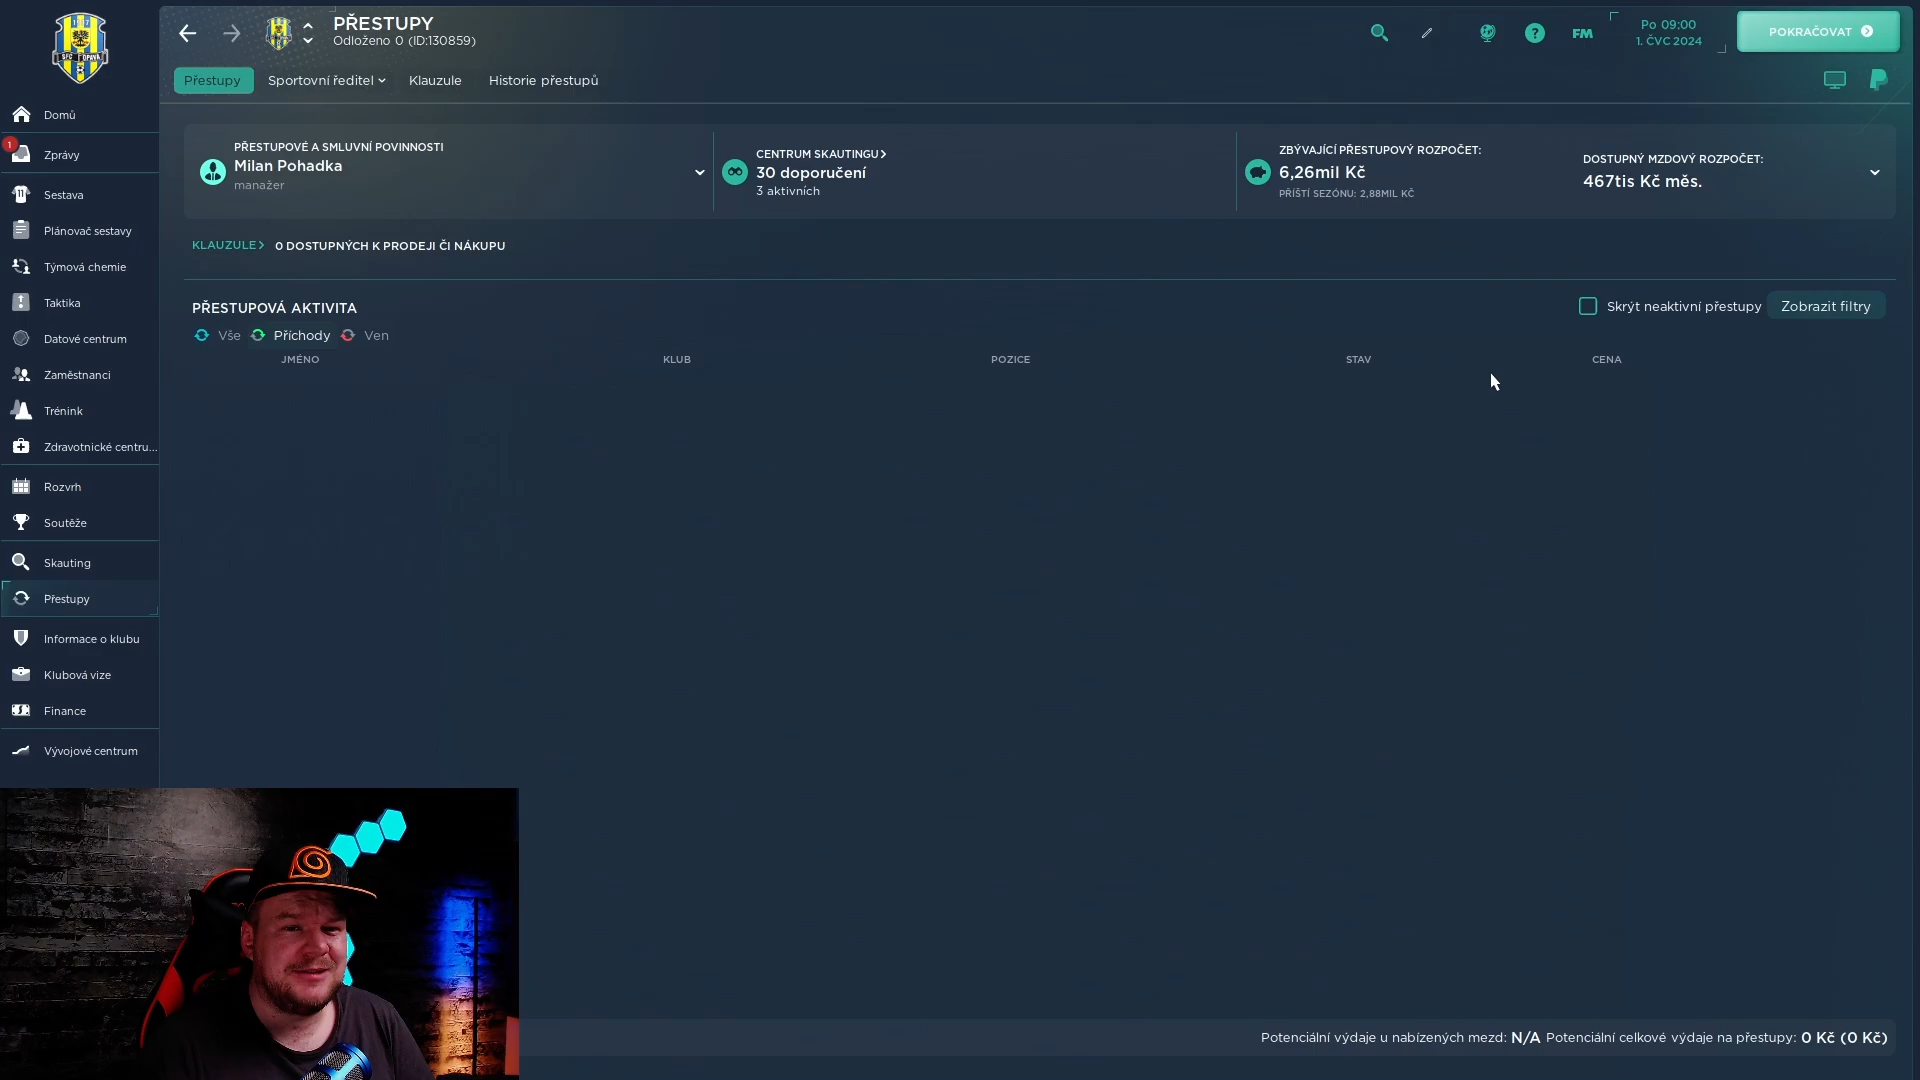 PŘESTUPY
Odloženo 0 (ID:130859)
FM
Po 09:00
1. ČVC 2024
POKRAČOVAT
Přestupy
Sportovní ředitel
Klauzule
Historie přestupů
SFC OPAVA
Domů
1
Zprávy
11
Sestava
Plánovač sestavy
Týmová chemie
Taktika
Datové centrum
Zaměstnanci
Trénink
Zdravotnické centru...
Rozvrh
Soutěže
Skauting
Přestupy
Informace o klubu
Klubová vize
Finance
Vývojové centrum
PŘESTUPOVÉ A SMLUVNÍ POVINNOSTI
Milan Pohadka
manažer
CENTRUM SKAUTINGU
30 doporučení
3 aktivních
ZBÝVAJÍCÍ PŘESTUPOVÝ ROZPOČET:
6,26mil Kč
PŘÍŠTÍ SEZÓNU: 2,88MIL KČ
DOSTUPNÝ MZDOVÝ ROZPOČET:
467tis Kč měs.
KLAUZULE 0 DOSTUPNÝCH K PRODEJI ČI NÁKUPU
PŘESTUPOVÁ AKTIVITA
Skrýt neaktivní přestupy
Zobrazit filtry
Vše Příchody Ven
JMÉNO KLUB POZICE STAV CENA
Potenciální výdaje u nabízených mezd: N/A Potenciální celkové výdaje na přestupy: 0 Kč (0 Kč)